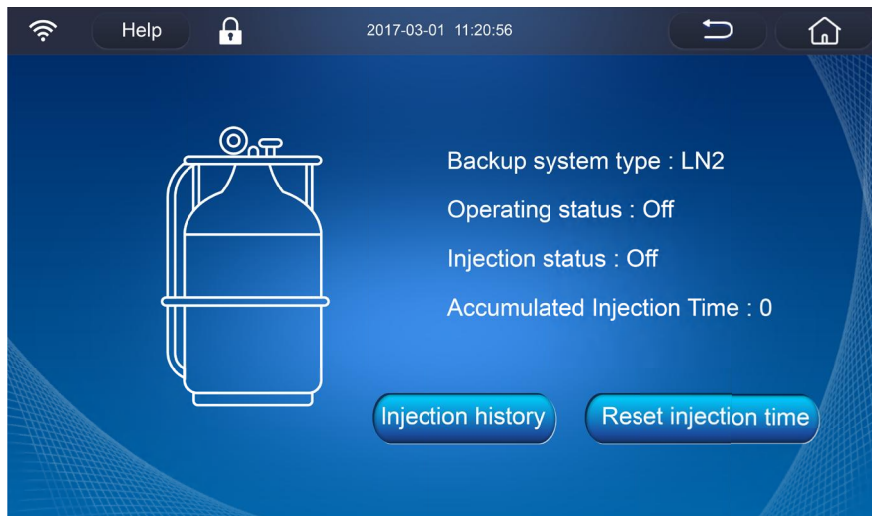 Help 2017-03-01 11:20:56
Backup system type : LN2
Operating status : Off
Injection status : Off
Accumulated Injection Time : 0
Injection history Reset injection time